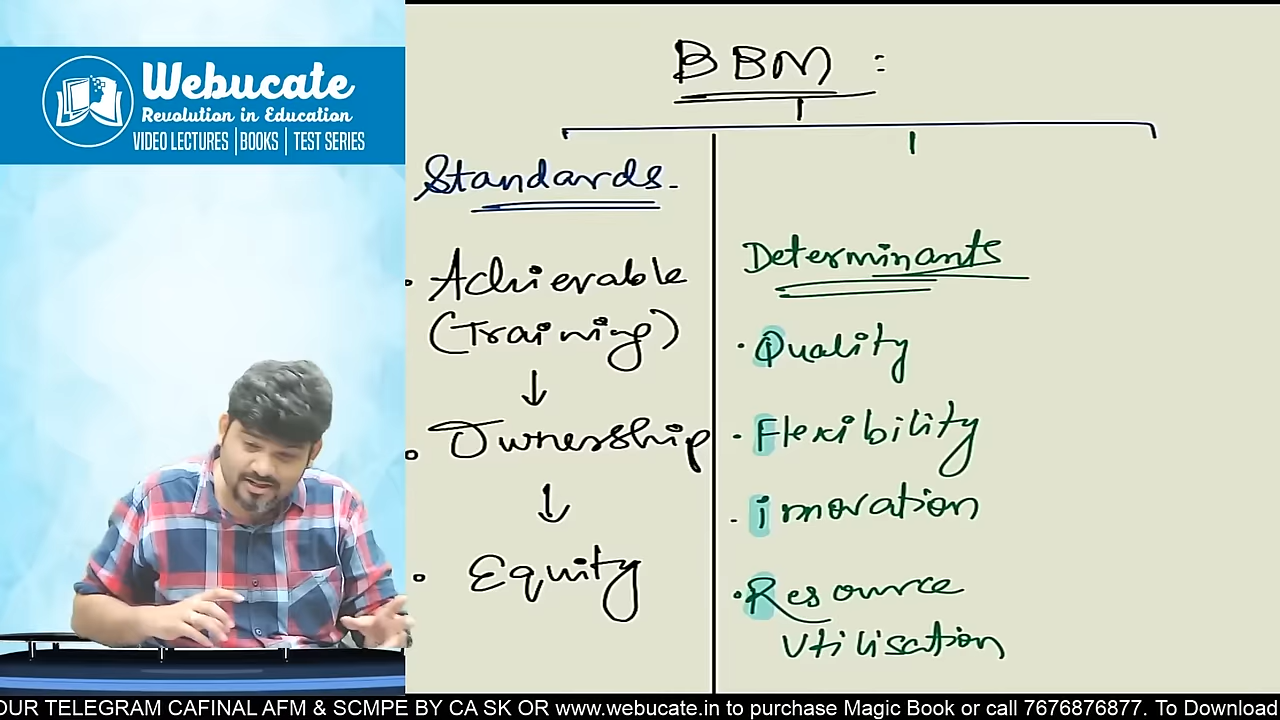 Webucate
Revolution in Education
VIDEO LECTURES | BOOKS | TEST SERIES
BBM :
Standards.
• Achievable
(Training)
↓
• Ownership
↓
• Equity
Determinants
• Quality
• Flexibility
• innovation
• Resource
Utilisation
OUR TELEGRAM CAFINAL AFM & SCMPE BY CA SK OR www.webucate.in to purchase Magic Book or call 7676876877. To Download